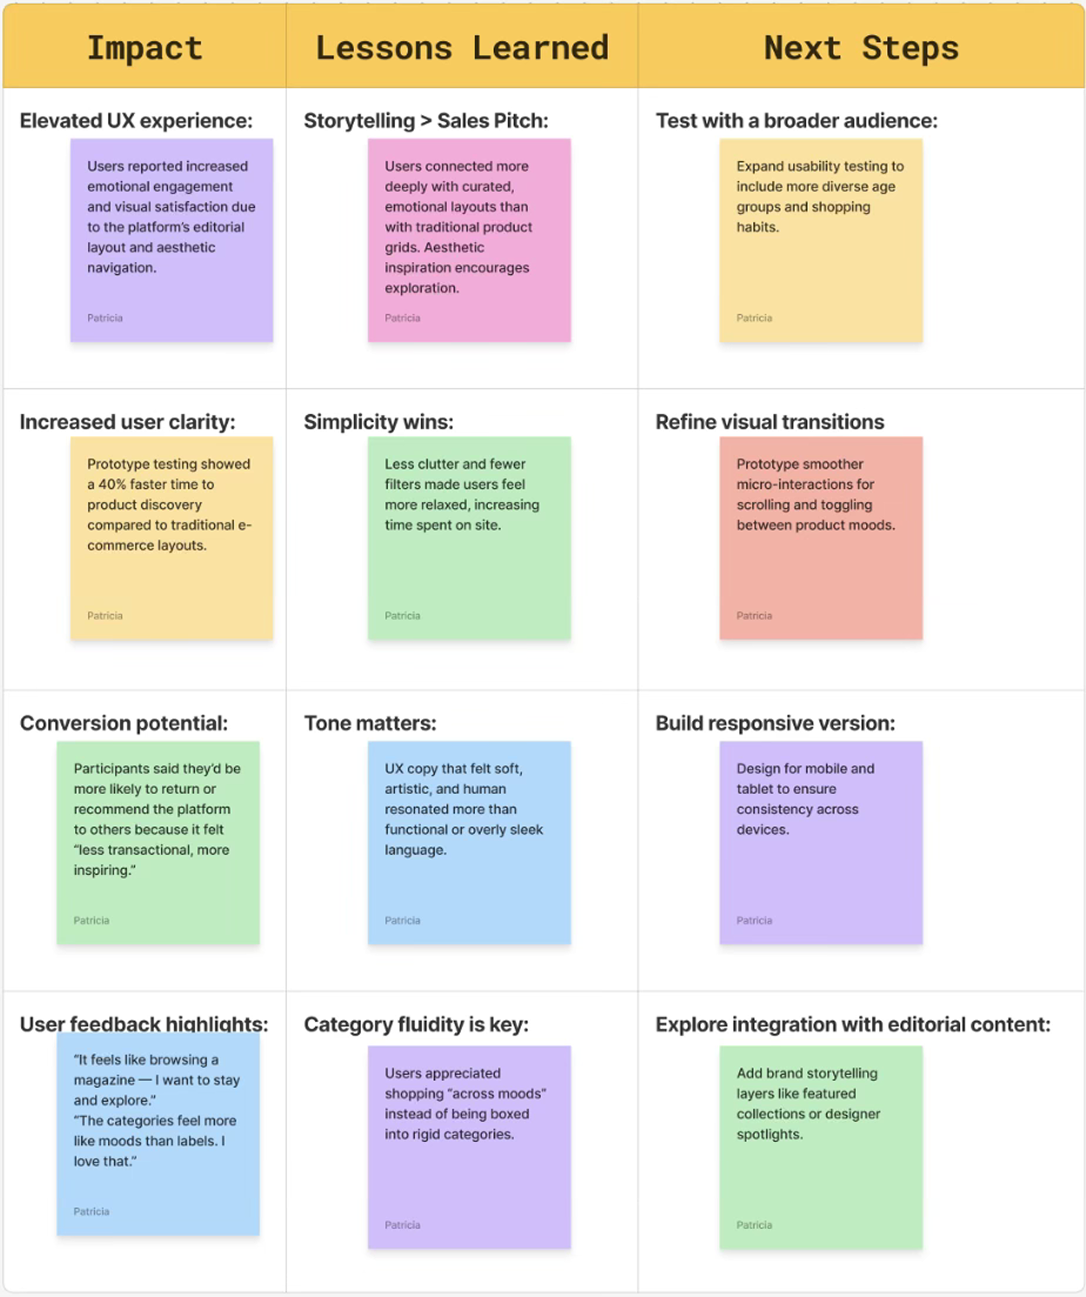 Impact
Lessons Learned
Next Steps
Elevated UX experience:
Users reported increased
emotional engagement
and visual satisfaction due
to the platform's editorial
layout and aesthetic
navigation.
Patricia
Storytelling > Sales Pitch:
Users connected more
deeply with curated,
emotional layouts than
with traditional product
grids. Aesthetic
inspiration encourages
exploration.
Patricia
Test with a broader audience:
Expand usability testing to
include more diverse age
groups and shopping
habits.
Patricia
Increased user clarity:
Prototype testing showed
a 40% faster time to
product discovery
compared to traditional e-
commerce layouts.
Patricia
Simplicity wins:
Less clutter and fewer
filters made users feel
more relaxed, increasing
time spent on site.
Patricia
Refine visual transitions
Prototype smoother
micro-interactions for
scrolling and toggling
between product moods.
Patricia
Conversion potential:
Participants said they'd be
more likely to return or
recommend the platform
to others because it felt
“less transactional, more
inspiring.”
Patricia
Tone matters:
UX copy that felt soft,
artistic, and human
resonated more than
functional or overly sleek
language.
Patricia
Build responsive version:
Design for mobile and
tablet to ensure
consistency across
devices.
Patricia
User feedback highlights:
“It feels like browsing a
magazine — I want to stay
and explore.”
“The categories feel more
like moods than labels. I
love that.”
Patricia
Category fluidity is key:
Users appreciated
shopping “across moods”
instead of being boxed
into rigid categories.
Patricia
Explore integration with editorial content:
Add brand storytelling
layers like featured
collections or designer
spotlights.
Patricia